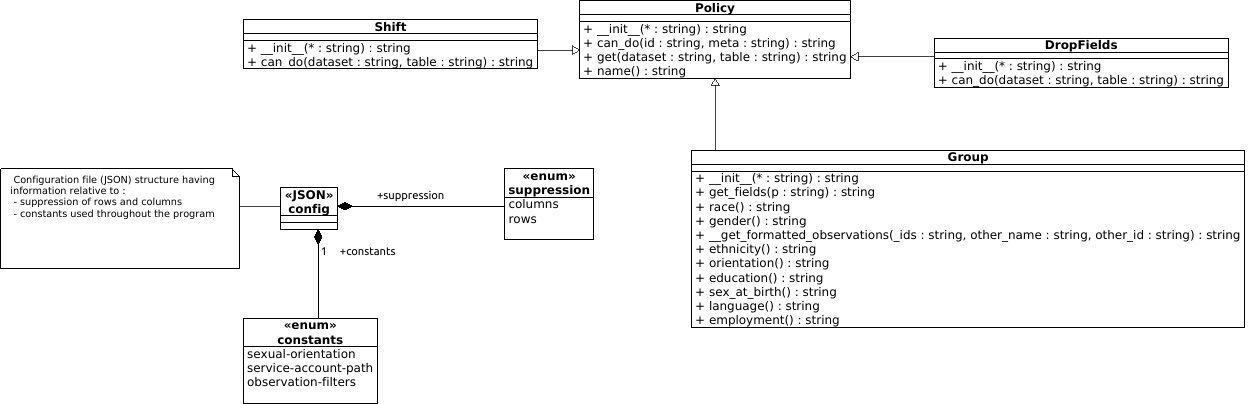 Policy
+ __init__(* : string) : string
+ can_do(id : string, meta : string) : string
+ get(dataset : string, table : string) : string
+ name() : string
Shift
+ __init__(* : string) : string
+ can_do(dataset : string, table : string) : string
DropFields
+ __init__(* : string) : string
+ can_do(dataset : string, table : string) : string
Group
+ __init__(* : string) : string
+ get_fields(p : string) : string
+ race() : string
+ gender() : string
+ __get_formatted_observations(_ids : string, other_name : string, other_id : string) : string
+ ethnicity() : string
+ orientation() : string
+ education() : string
+ sex_at_birth() : string
+ language() : string
+ employment() : string
Configuration file (JSON) structure having
information relative to :
- suppression of rows and columns
- constants used throughout the program
«JSON»
config
+suppression
«enum»
suppression
columns
rows
1 +constants
«enum»
constants
sexual-orientation
service-account-path
observation-filters